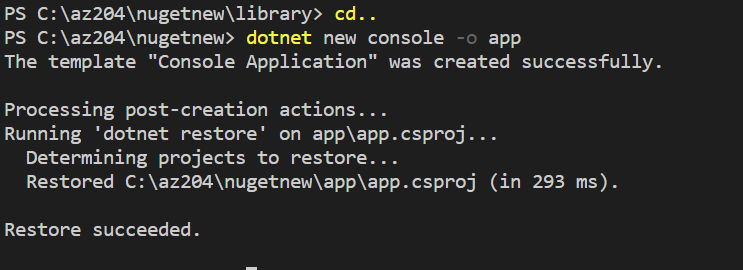 PS C:\az204\nugetnew\library> cd..
PS C:\az204\nugetnew> dotnet new console -o app
The template "Console Application" was created successfully.
Processing post-creation actions...
Running 'dotnet restore' on app\app.csproj...
Determining projects to restore...
Restored C:\az204\nugetnew\app\app.csproj (in 293 ms).
Restore succeeded.